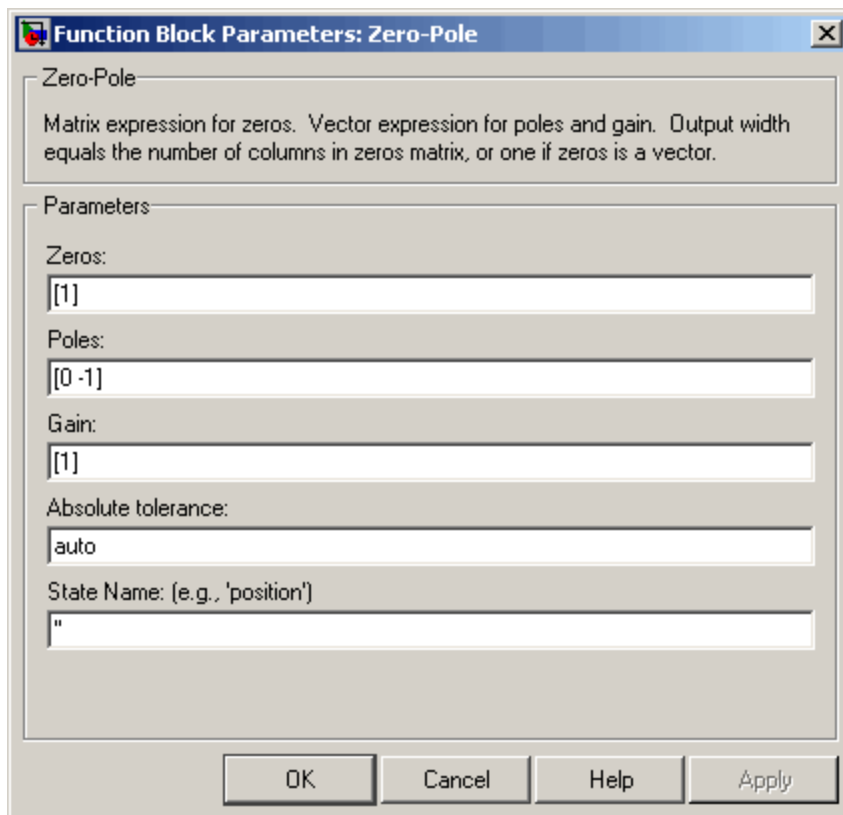 Function Block Parameters: Zero-Pole
Zero-Pole
Matrix expression for zeros.  Vector expression for poles and gain.  Output width
equals the number of columns in zeros matrix, or one if zeros is a vector.
Parameters
Zeros:
[1]
Poles:
[0 -1]
Gain:
[1]
Absolute tolerance:
auto
State Name: (e.g., 'position')
''
OK
Cancel
Help
Apply